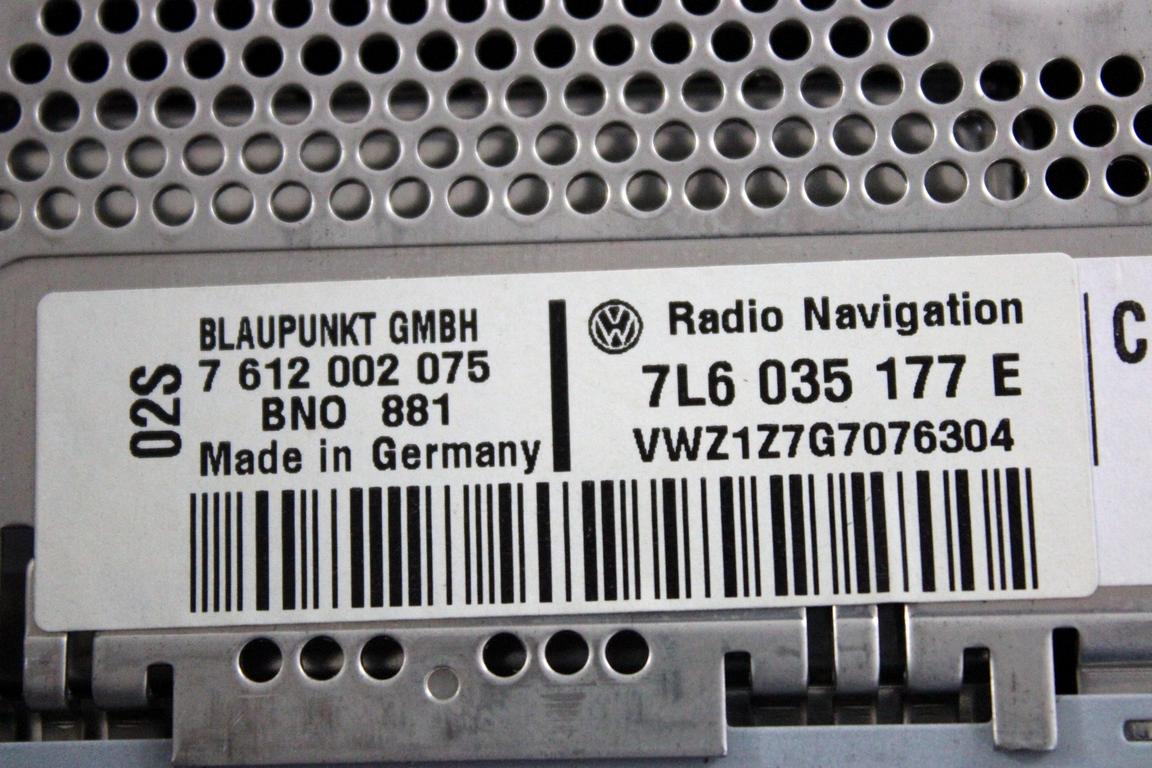 BLAUPUNKT GMBH
7 612 002 075
BNO 881
Made in Germany
02S
Radio Navigation
7L6 035 177 E
VWZ1Z7G7076304
C